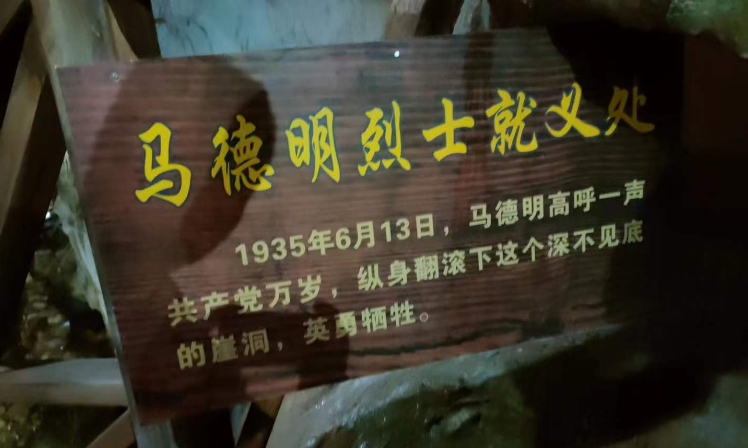 马德明烈士就义处
1935年6月13日，马德明高呼一声
共产党万岁，纵身翻滚下这个深不见底
的崖洞，英勇牺牲。